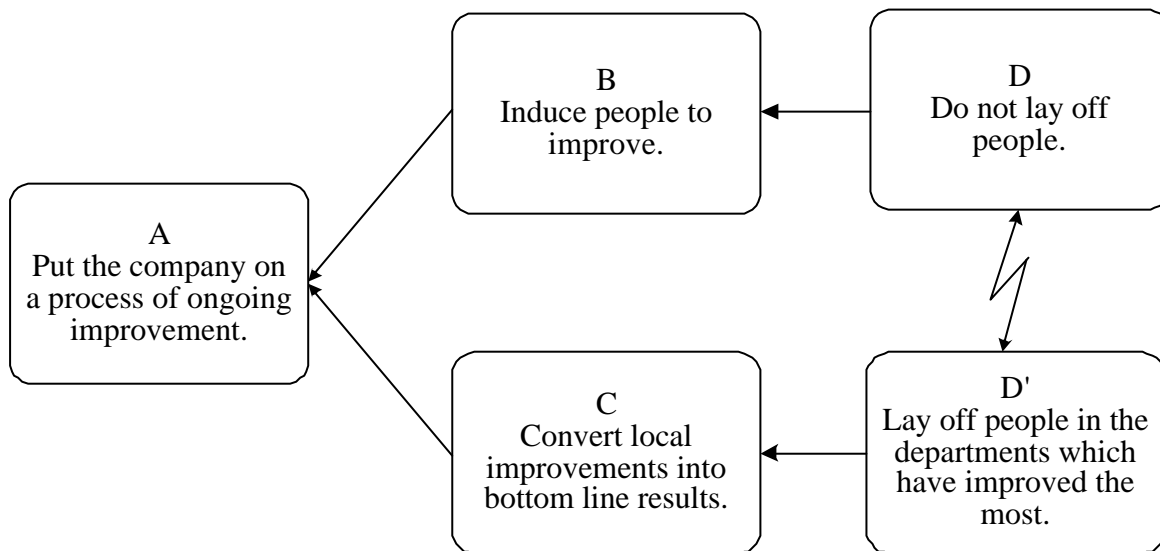 A
Put the company on
a process of ongoing
improvement.
B
Induce people to
improve.
C
Convert local
improvements into
bottom line results.
D
Do not lay off
people.
D'
Lay off people in the
departments which
have improved the
most.